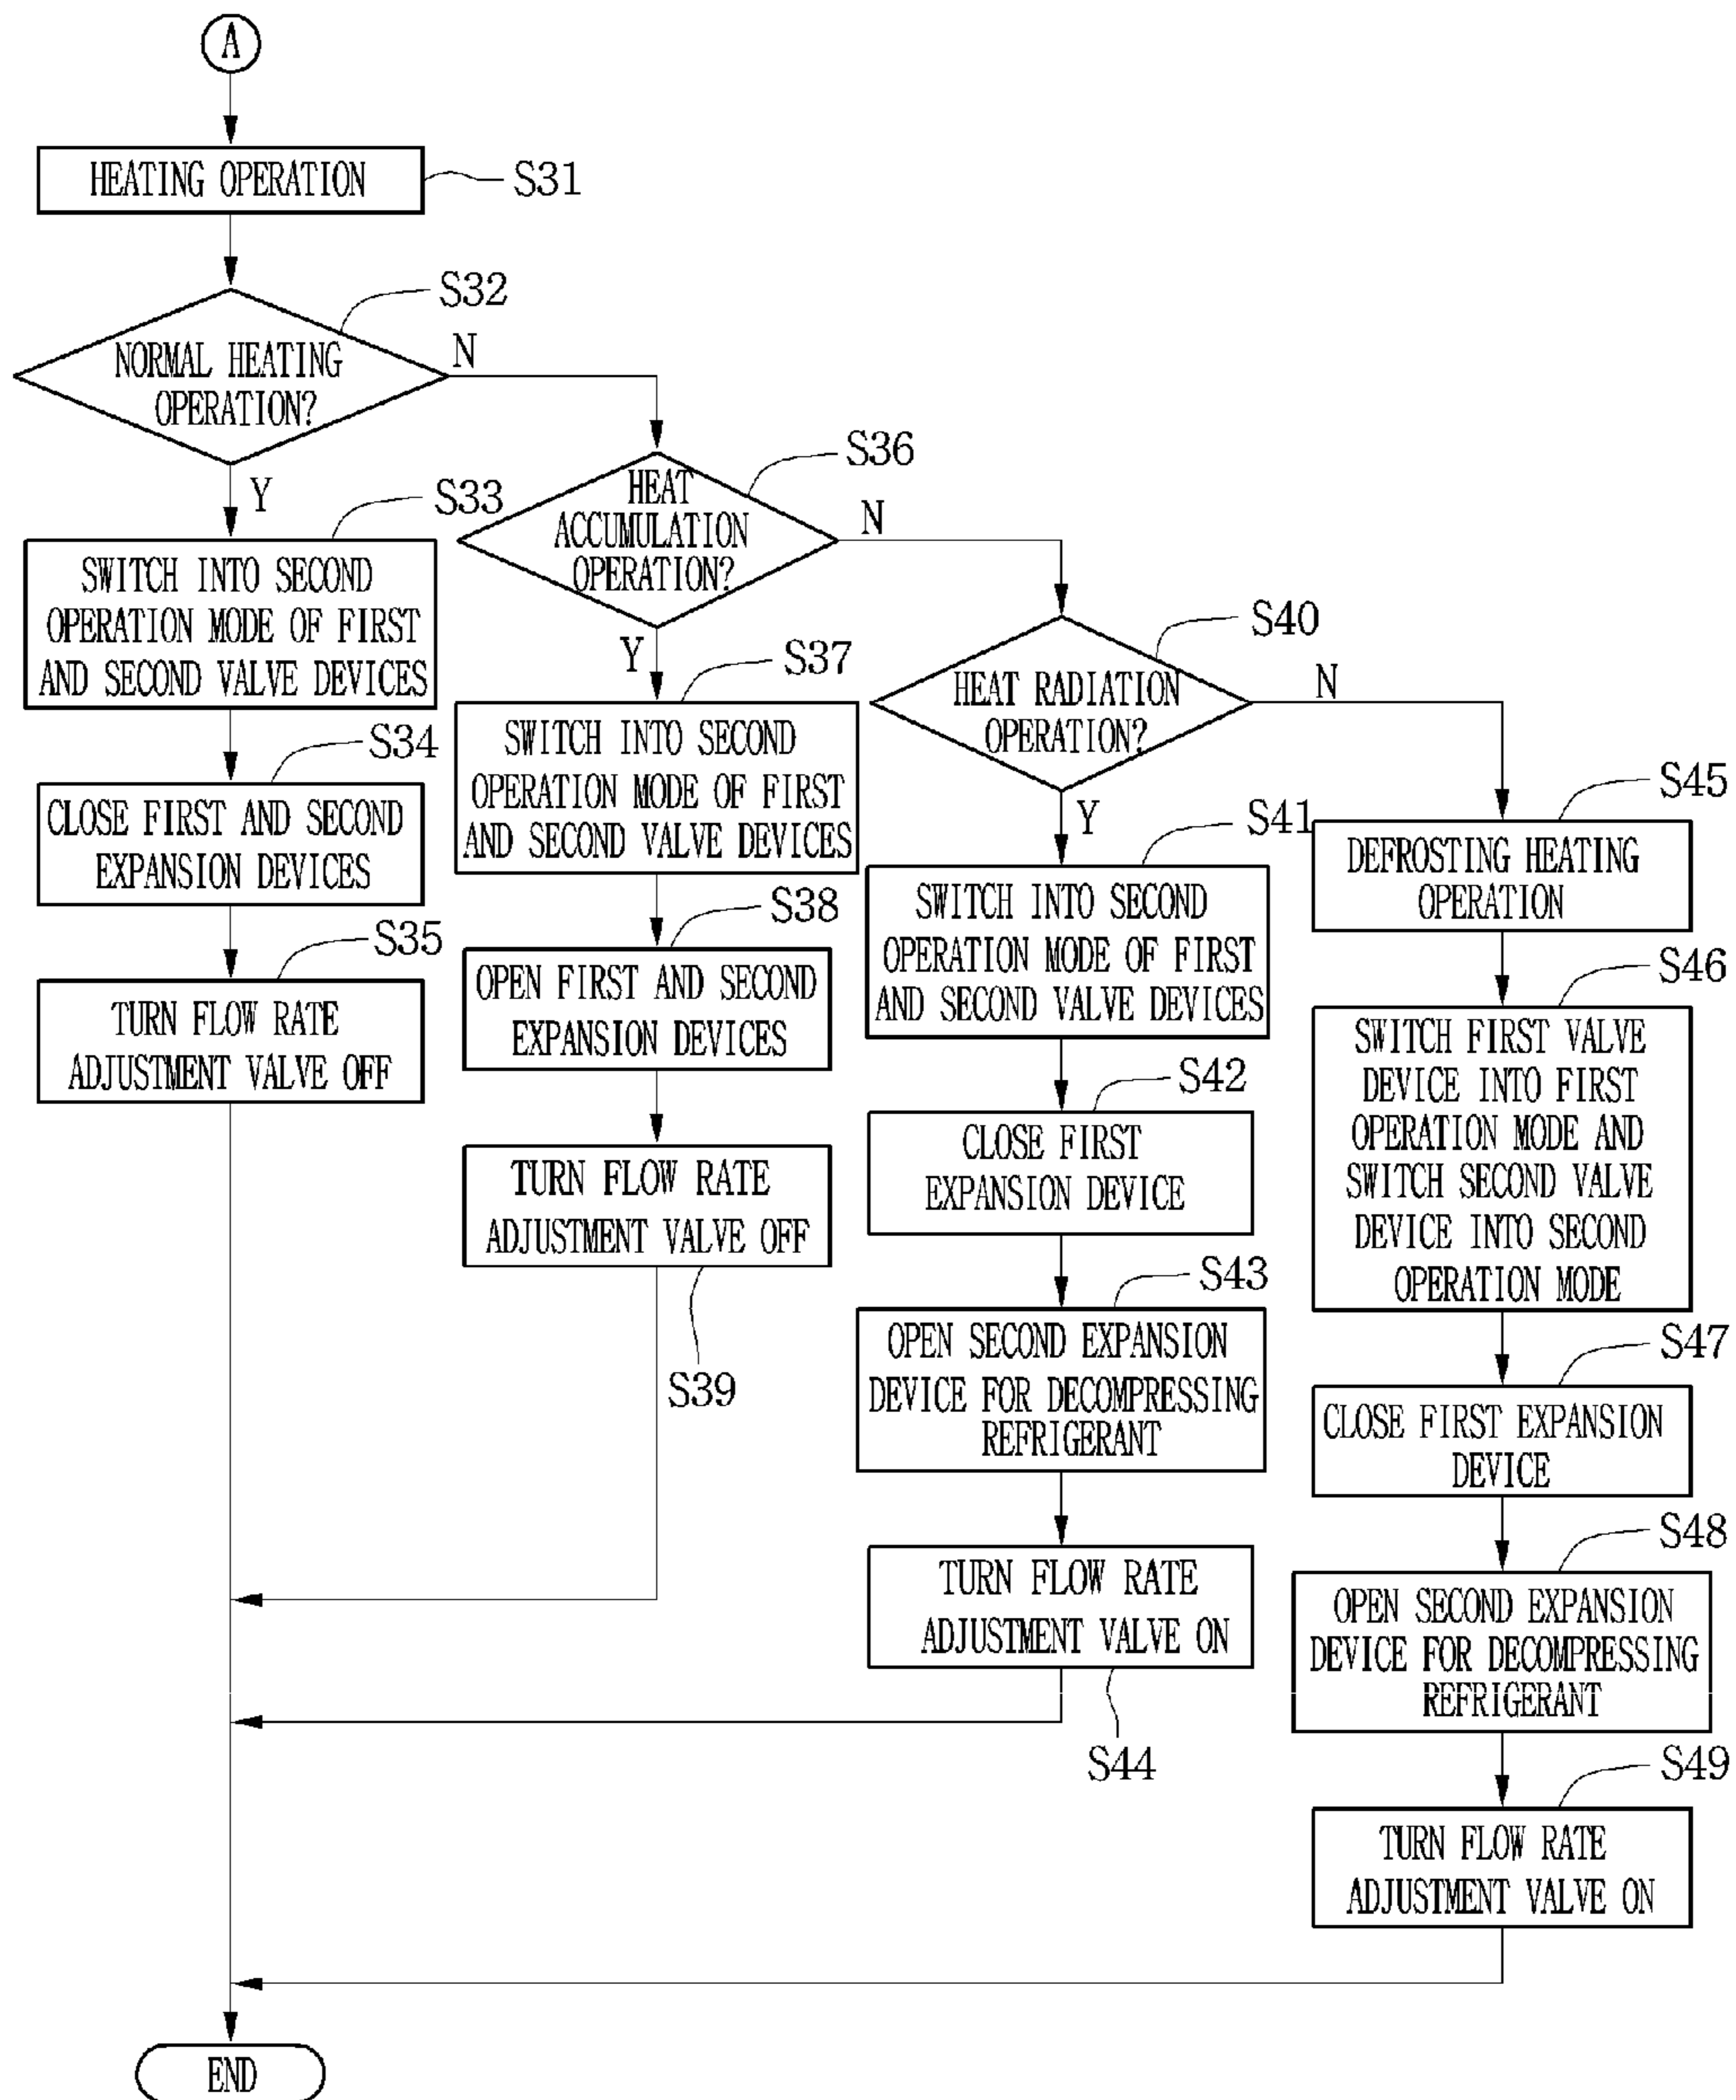 A
HEATING OPERATION
S31
S32
NORMAL HEATING
OPERATION?
N
Y
S33
SWITCH INTO SECOND
OPERATION MODE OF FIRST
AND SECOND VALVE DEVICES
S34
CLOSE FIRST AND SECOND
EXPANSION DEVICES
S35
TURN FLOW RATE
ADJUSTMENT VALVE OFF
S36
HEAT
ACCUMULATION
OPERATION?
N
Y
S37
SWITCH INTO SECOND
OPERATION MODE OF FIRST
AND SECOND VALVE DEVICES
S38
OPEN FIRST AND SECOND
EXPANSION DEVICES
TURN FLOW RATE
ADJUSTMENT VALVE OFF
S39
S40
HEAT RADIATION
OPERATION?
N
Y
S41
SWITCH INTO SECOND
OPERATION MODE OF FIRST
AND SECOND VALVE DEVICES
S42
CLOSE FIRST
EXPANSION DEVICE
S43
OPEN SECOND EXPANSION
DEVICE FOR DECOMPRESSING
REFRIGERANT
TURN FLOW RATE
ADJUSTMENT VALVE ON
S44
S45
DEFROSTING HEATING
OPERATION
S46
SWITCH FIRST VALVE
DEVICE INTO FIRST
OPERATION MODE AND
SWITCH SECOND VALVE
DEVICE INTO SECOND
OPERATION MODE
S47
CLOSE FIRST EXPANSION
DEVICE
S48
OPEN SECOND EXPANSION
DEVICE FOR DECOMPRESSING
REFRIGERANT
S49
TURN FLOW RATE
ADJUSTMENT VALVE ON
END